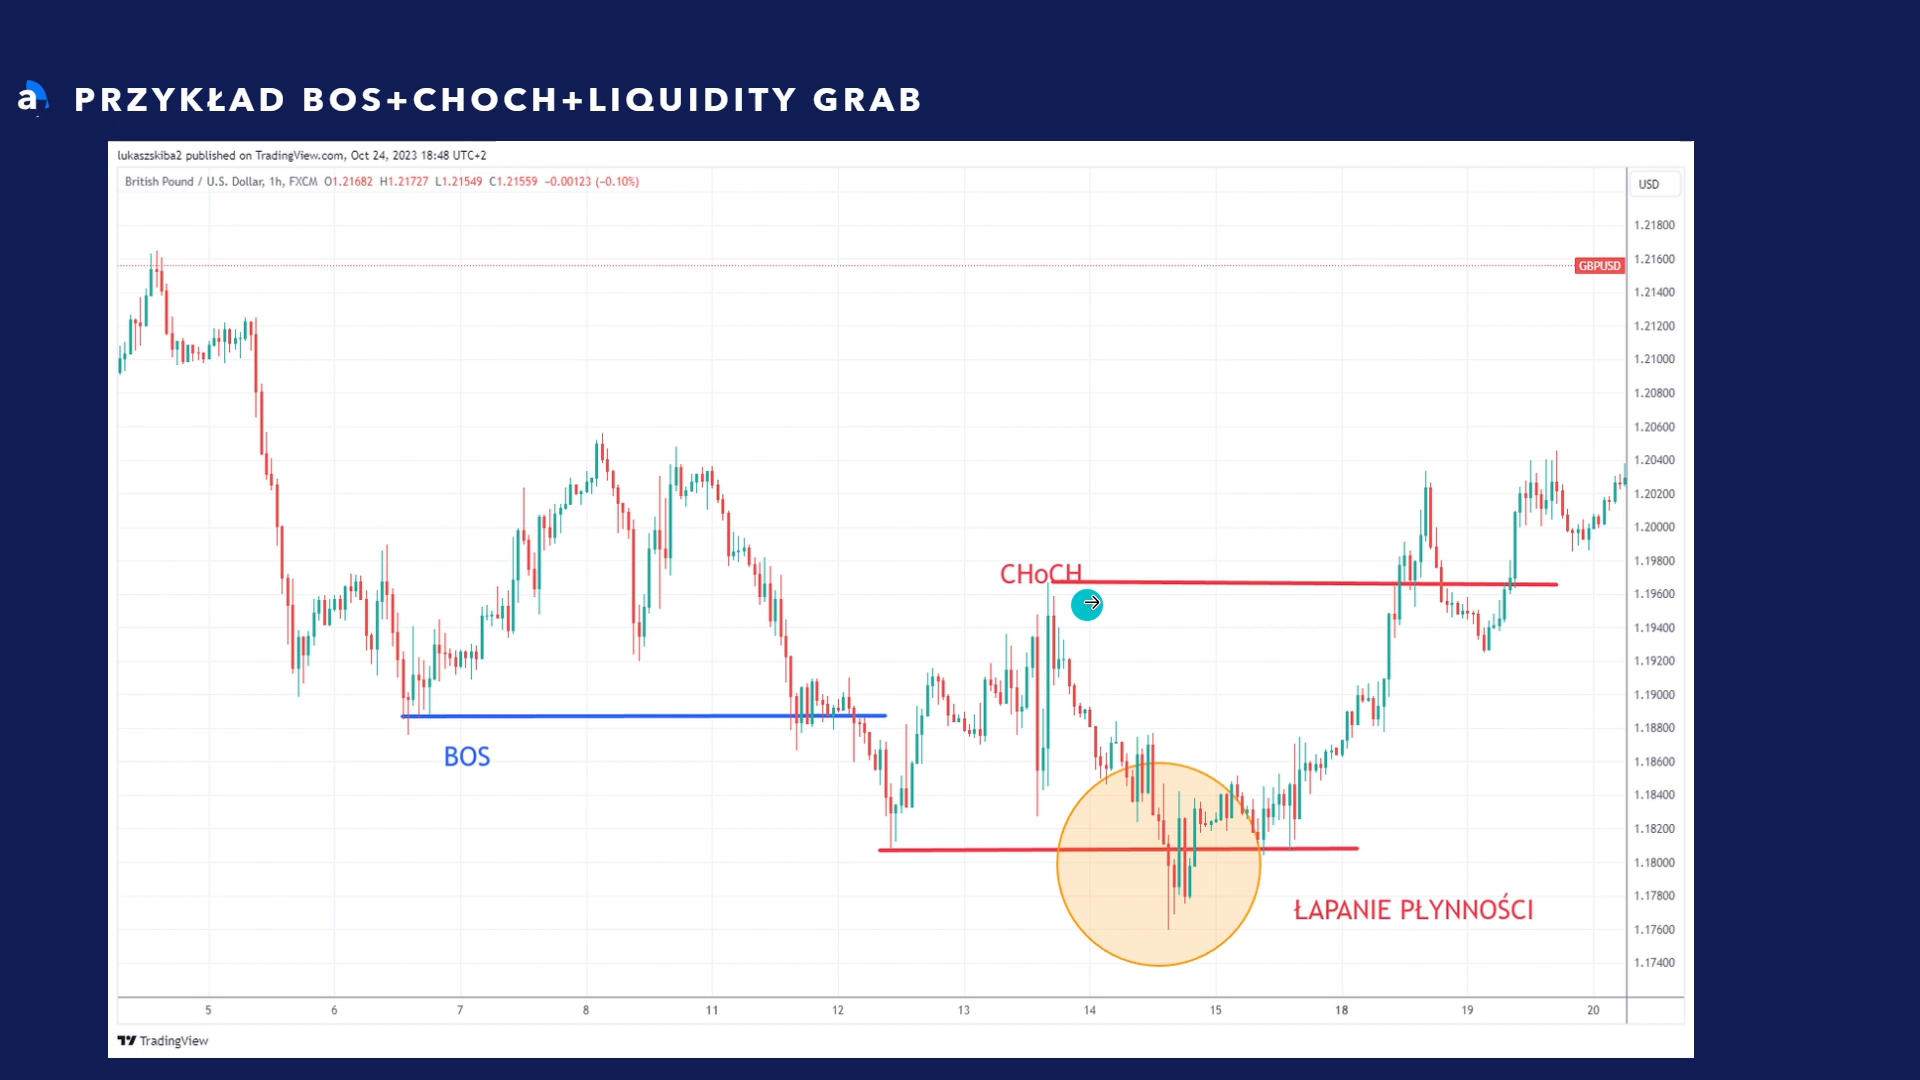 a
PRZYKŁAD BOS+CHOCH+LIQUIDITY GRAB
lukaszskiba2 published on TradingView.com, Oct 24, 2023 18:48 UTC+2
British Pound / U.S. Dollar, 1h, FXCM O1.21682 H1.21727 L1.21549 C1.21559 −0.00123 (−0.10%)
USD
1.21800
1.21600
GBPUSD
1.21400
1.21200
1.21000
1.20800
1.20600
1.20400
1.20200
1.20000
1.19800
1.19600
1.19400
1.19200
1.19000
1.18800
1.18600
1.18400
1.18200
1.18000
1.17800
1.17600
1.17400
CHoCH
BOS
ŁAPANIE PŁYNNOŚCI
5 6 7 8 11 12 13 14 15 18 19 20
TradingView